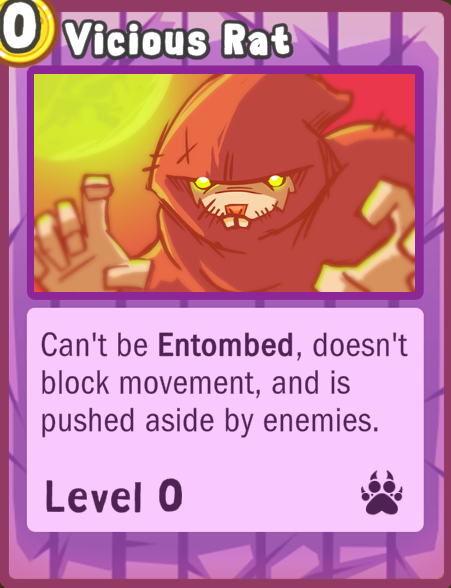 0
Vicious Rat
Can't be Entombed, doesn't
block movement, and is
pushed aside by enemies.
Level 0